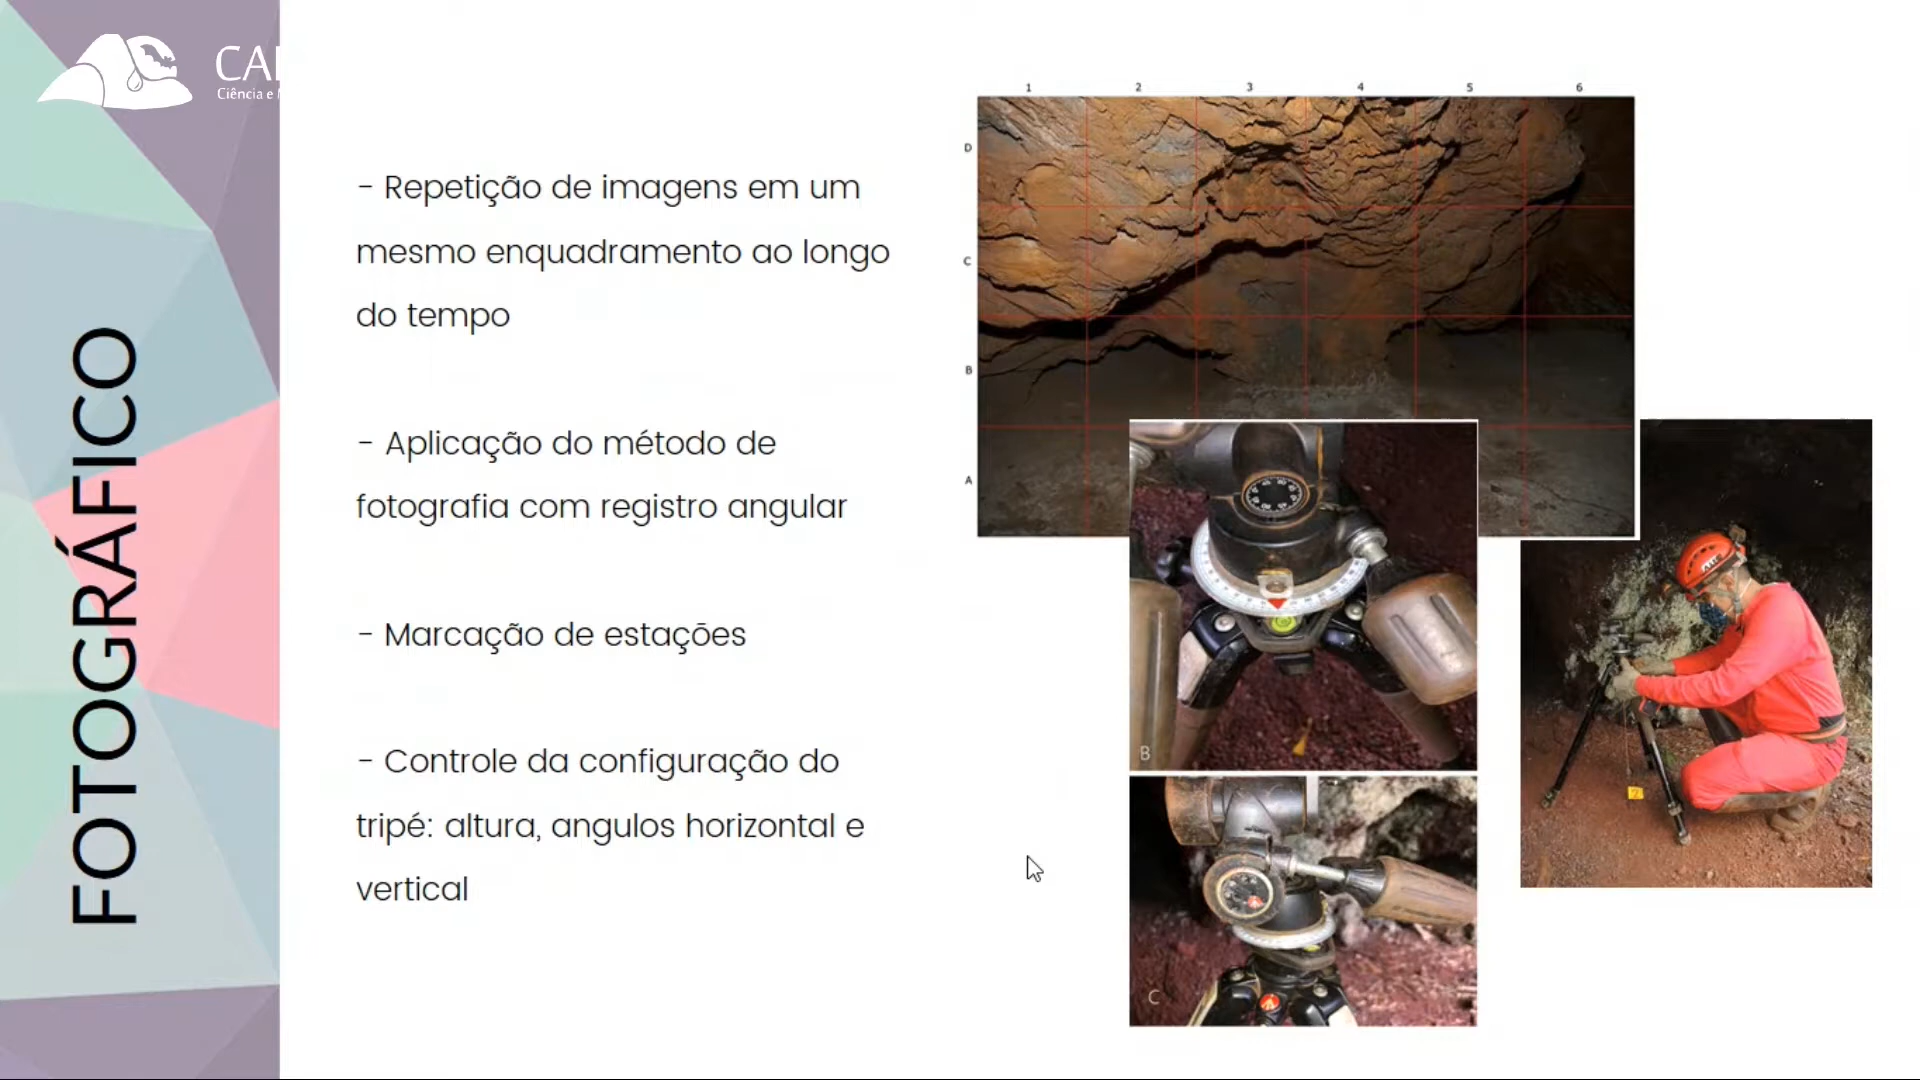 CA
Ciência e
FOTOGRÁFICO
- Repetição de imagens em um
mesmo enquadramento ao longo
do tempo
- Aplicação do método de
fotografia com registro angular
- Marcação de estações
- Controle da configuração do
tripé: altura, angulos horizontal e
vertical
1 2 3 4 5 6
D
C
B
A
B
C